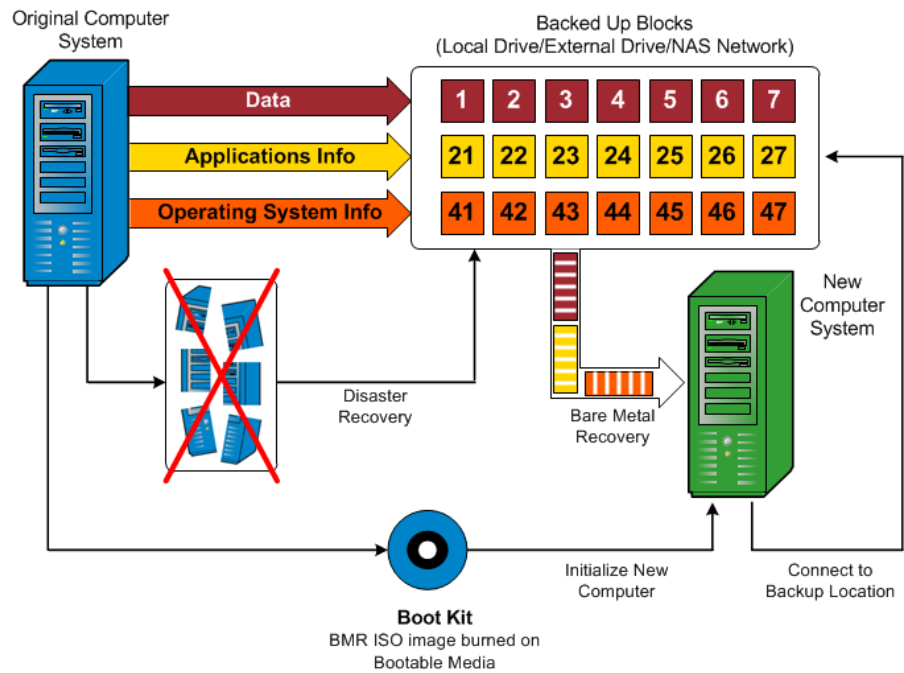 Original Computer
System
Backed Up Blocks
(Local Drive/External Drive/NAS Network)
Data
1 2 3 4 5 6 7
Applications Info
21 22 23 24 25 26 27
Operating System Info
41 42 43 44 45 46 47
New
Computer
System
Disaster
Recovery
Bare Metal
Recovery
Initialize New
Computer
Connect to
Backup Location
Boot Kit
BMR ISO image burned on
Bootable Media